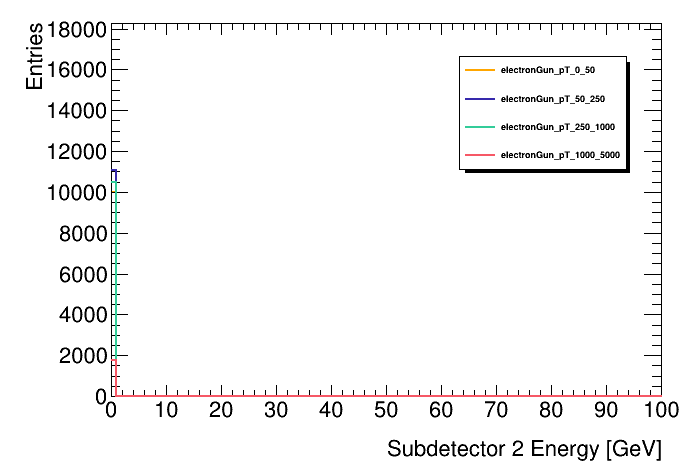 Entries
18000
16000
14000
12000
10000
8000
6000
4000
2000
0
electronGun_pT_0_50
electronGun_pT_50_250
electronGun_pT_250_1000
electronGun_pT_1000_5000
0 10 20 30 40 50 60 70 80 90 100
Subdetector 2 Energy [GeV]